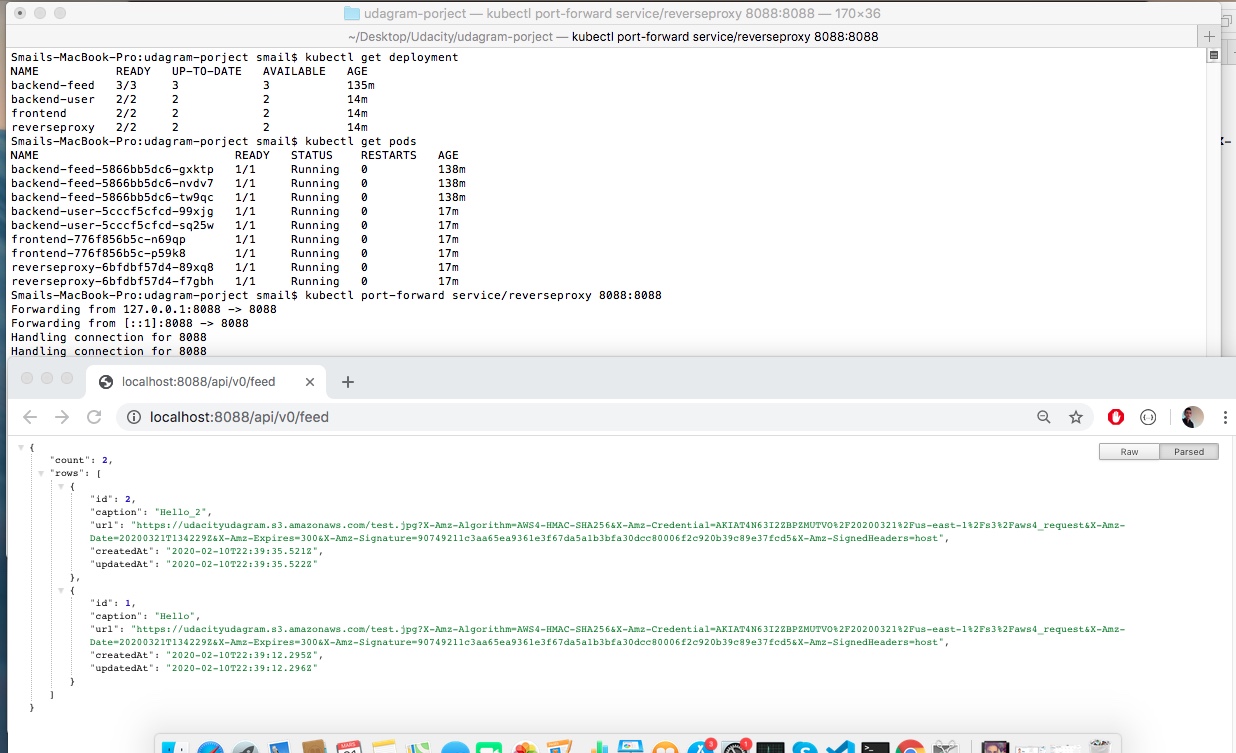 udagram-porject — kubectl port-forward service/reverseproxy 8088:8088 — 170×36
~/Desktop/Udacity/udagram-porject — kubectl port-forward service/reverseproxy 8088:8088
Smails-MacBook-Pro:udagram-porject smail$ kubectl get deployment
NAME READY UP-TO-DATE AVAILABLE AGE
backend-feed 3/3 3 3 135m
backend-user 2/2 2 2 14m
frontend 2/2 2 2 14m
reverseproxy 2/2 2 2 14m
Smails-MacBook-Pro:udagram-porject smail$ kubectl get pods
NAME READY STATUS RESTARTS AGE
backend-feed-5866bb5dc6-gxktp 1/1 Running 0 138m
backend-feed-5866bb5dc6-nvdv7 1/1 Running 0 138m
backend-feed-5866bb5dc6-tw9qc 1/1 Running 0 138m
backend-user-5cccf5cfcd-99xjg 1/1 Running 0 17m
backend-user-5cccf5cfcd-sq25w 1/1 Running 0 17m
frontend-776f856b5c-n69qp 1/1 Running 0 17m
frontend-776f856b5c-p59k8 1/1 Running 0 17m
reverseproxy-6bfdbf57d4-89xq8 1/1 Running 0 17m
reverseproxy-6bfdbf57d4-f7gbh 1/1 Running 0 17m
Smails-MacBook-Pro:udagram-porject smail$ kubectl port-forward service/reverseproxy 8088:8088
Forwarding from 127.0.0.1:8088 -> 8088
Forwarding from [::1]:8088 -> 8088
Handling connection for 8088
Handling connection for 8088
localhost:8088/api/v0/feed
localhost:8088/api/v0/feed
Raw Parsed
{
"count": 2,
"rows": [
{
"id": 2,
"caption": "Hello_2",
"url": "https://udacityudagram.s3.amazonaws.com/test.jpg?X-Amz-Algorithm=AWS4-HMAC-SHA256&X-Amz-Credential=AKIAT4N63I2ZBPZMUTVO%2F20200321%2Fus-east-1%2Fs3%2Faws4_request&X-Amz-
Date=20200321T134229Z&X-Amz-Expires=300&X-Amz-Signature=90749211c3aa65ea9361e3f67da5a1b3bfa30dcc80006f2c920b39c89e37fcd5&X-Amz-SignedHeaders=host",
"createdAt": "2020-02-10T22:39:35.521Z",
"updatedAt": "2020-02-10T22:39:35.522Z"
},
{
"id": 1,
"caption": "Hello",
"url": "https://udacityudagram.s3.amazonaws.com/test.jpg?X-Amz-Algorithm=AWS4-HMAC-SHA256&X-Amz-Credential=AKIAT4N63I2ZBPZMUTVO%2F20200321%2Fus-east-1%2Fs3%2Faws4_request&X-Amz-
Date=20200321T134229Z&X-Amz-Expires=300&X-Amz-Signature=90749211c3aa65ea9361e3f67da5a1b3bfa30dcc80006f2c920b39c89e37fcd5&X-Amz-SignedHeaders=host",
"createdAt": "2020-02-10T22:39:12.295Z",
"updatedAt": "2020-02-10T22:39:12.296Z"
}
]
}